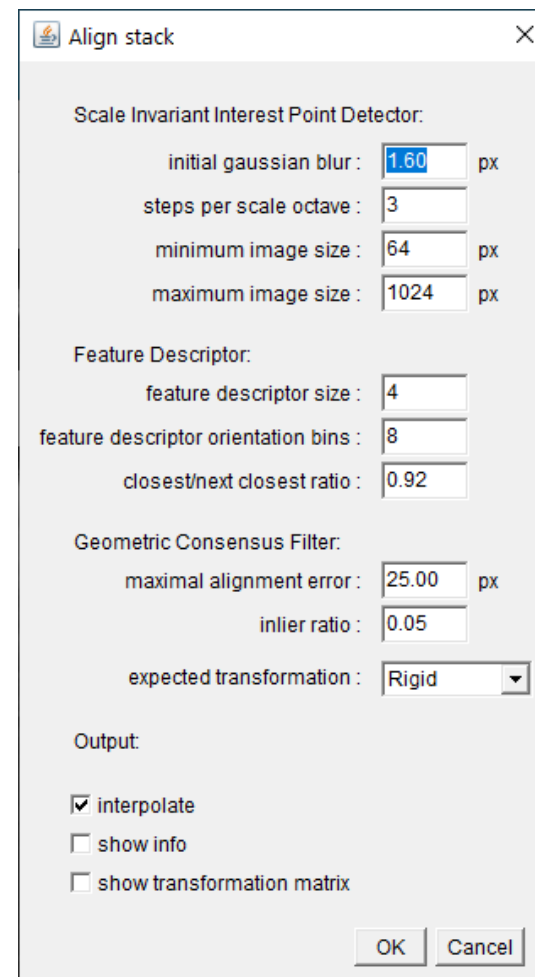 Align stack
Scale Invariant Interest Point Detector:
initial gaussian blur : 1.60 px
steps per scale octave : 3
minimum image size : 64 px
maximum image size : 1024 px
Feature Descriptor:
feature descriptor size : 4
feature descriptor orientation bins : 8
closest/next closest ratio : 0.92
Geometric Consensus Filter:
maximal alignment error : 25.00 px
inlier ratio : 0.05
expected transformation : Rigid
Output:
interpolate
show info
show transformation matrix
OK Cancel